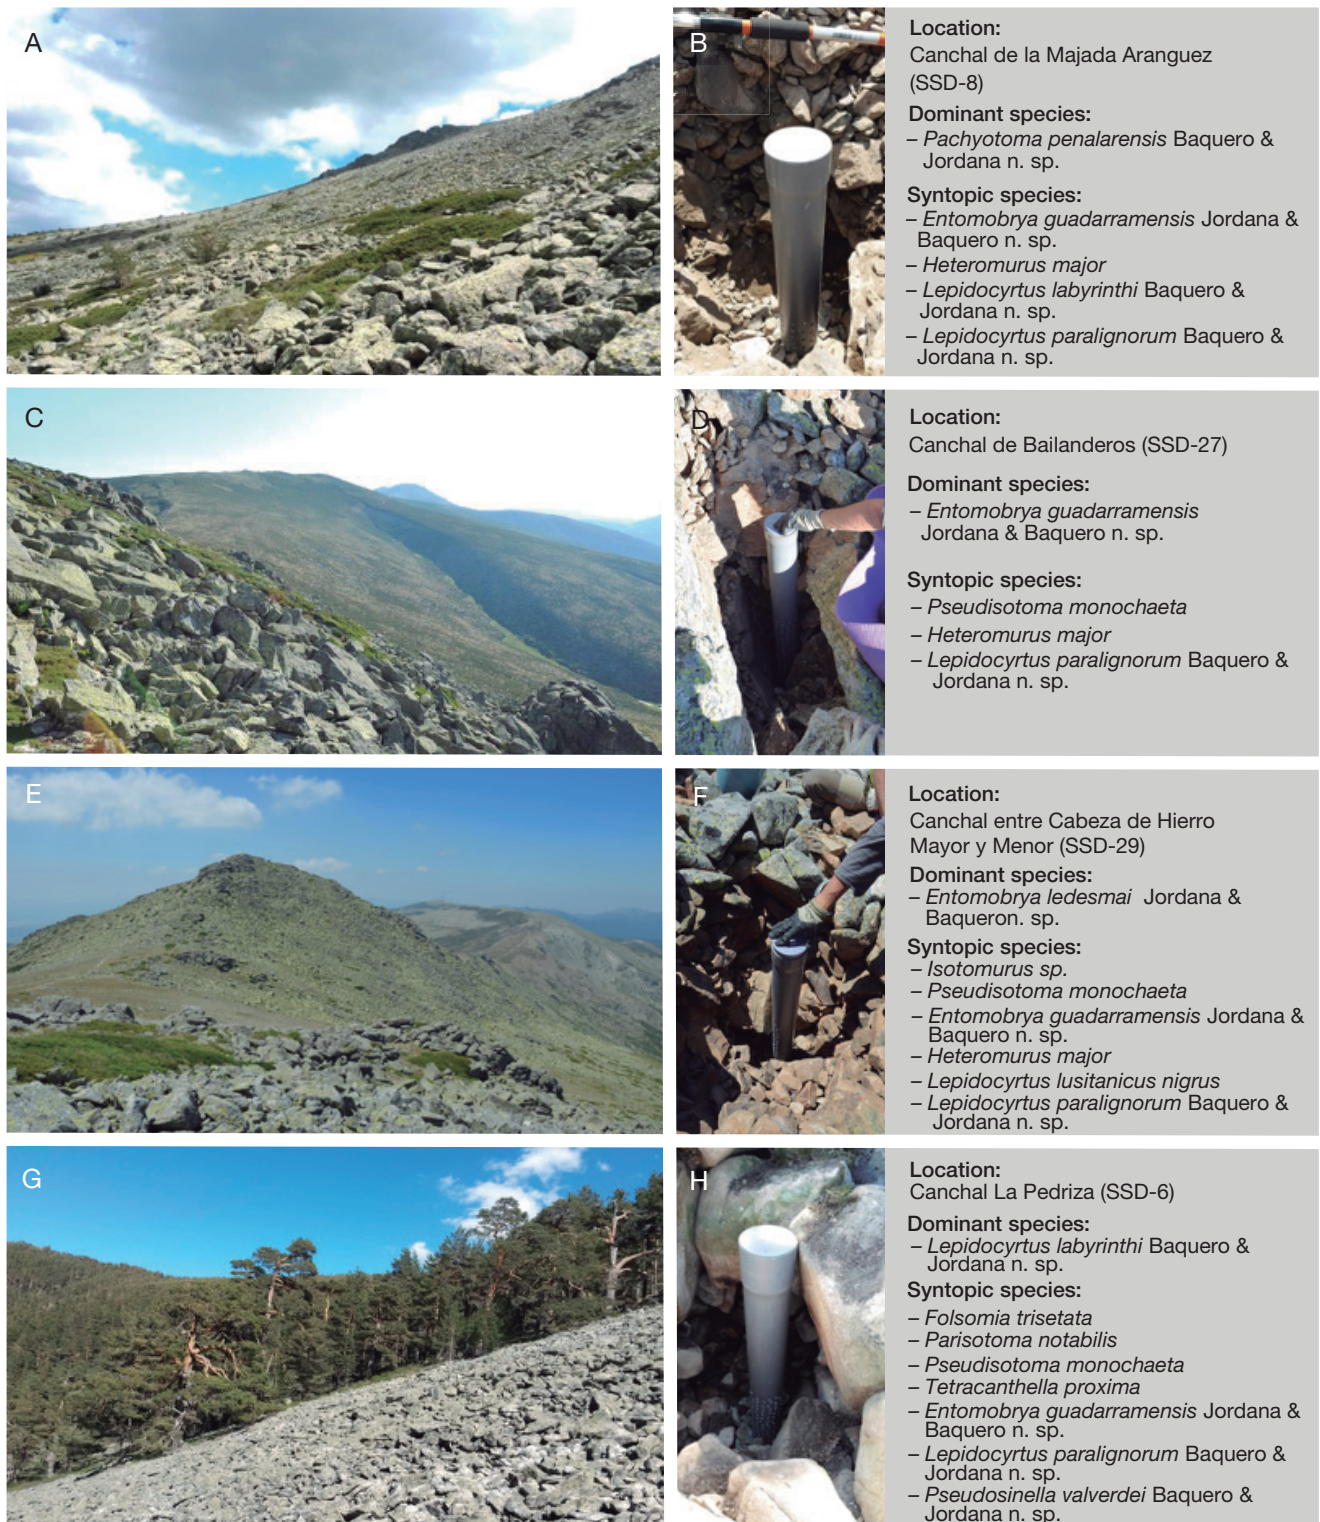 A
B
Location:
Canchal de la Majada Aranguez
(SSD-8)
Dominant species:
– Pachyotoma penalarensis Baquero &
Jordana n. sp.
Syntopic species:
– Entomobrya guadarramensis Jordana &
Baquero n. sp.
– Heteromurus major
– Lepidocyrtus labyrinthi Baquero &
Jordana n. sp.
– Lepidocyrtus paralignorum Baquero &
Jordana n. sp.
C
D
Location:
Canchal de Bailanderos (SSD-27)
Dominant species:
– Entomobrya guadarramensis
Jordana & Baquero n. sp.
Syntopic species:
– Pseudisotoma monochaeta
– Heteromurus major
– Lepidocyrtus paralignorum Baquero &
Jordana n. sp.
E
F
Location:
Canchal entre Cabeza de Hierro
Mayor y Menor (SSD-29)
Dominant species:
– Entomobrya ledesmai Jordana &
Baqueron. sp.
Syntopic species:
– Isotomurus sp.
– Pseudisotoma monochaeta
– Entomobrya guadarramensis Jordana &
Baquero n. sp.
– Heteromurus major
– Lepidocyrtus lusitanicus nigrus
– Lepidocyrtus paralignorum Baquero &
Jordana n. sp.
G
H
Location:
Canchal La Pedriza (SSD-6)
Dominant species:
– Lepidocyrtus labyrinthi Baquero &
Jordana n. sp.
Syntopic species:
– Folsomia trisetata
– Parisotoma notabilis
– Pseudisotoma monochaeta
– Tetracanthella proxima
– Entomobrya guadarramensis Jordana &
Baquero n. sp.
– Lepidocyrtus paralignorum Baquero &
Jordana n. sp.
– Pseudosinella valverdei Baquero &
Jordana n. sp.